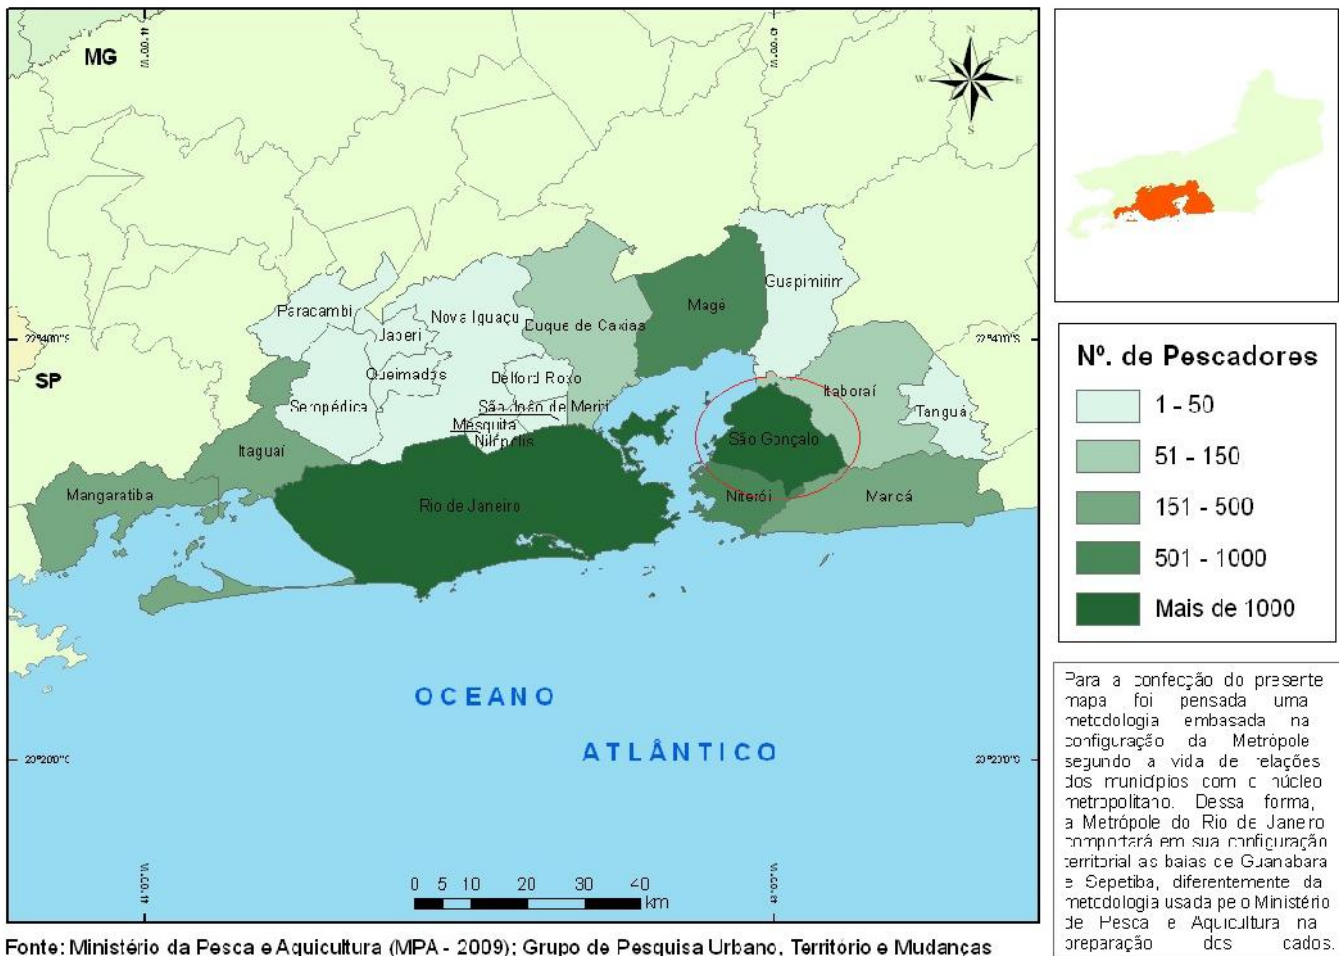 MG
N
W
E
S
Paracambi
Japeri
Nova Iguaçu
Duque de Caxias
Magé
Guapimirim
SP
Queimados
Belford Roxo
Itaboraí
Seropédica
São João de Meriti
Tanguá
Mesquita
Nilópolis
São Gonçalo
Itaguaí
Mangaratiba
Rio de Janeiro
Niterói
Maricá
OCEANO
ATLÂNTICO
0 5 10 20 30 40
km
Nº. de Pescadores
1 - 50
51 - 150
151 - 500
501 - 1000
Mais de 1000
Para a confecção do presente
mapa foi pensada uma
metodologia embasada na
configuração da Metrópole
segundo a vida de relações
dos municípios com o núcleo
metropolitano. Dessa forma,
a Metrópole do Rio de Janeiro
comportará em sua configuração
territorial as baias de Guanabara
e Sepetiba, diferentemente da
metodologia usada pelo Ministério
de Pesca e Aquicultura na
preparação dos dados.
Fonte: Ministério da Pesca e Aquicultura (MPA - 2009); Grupo de Pesquisa Urbano, Território e Mudanças